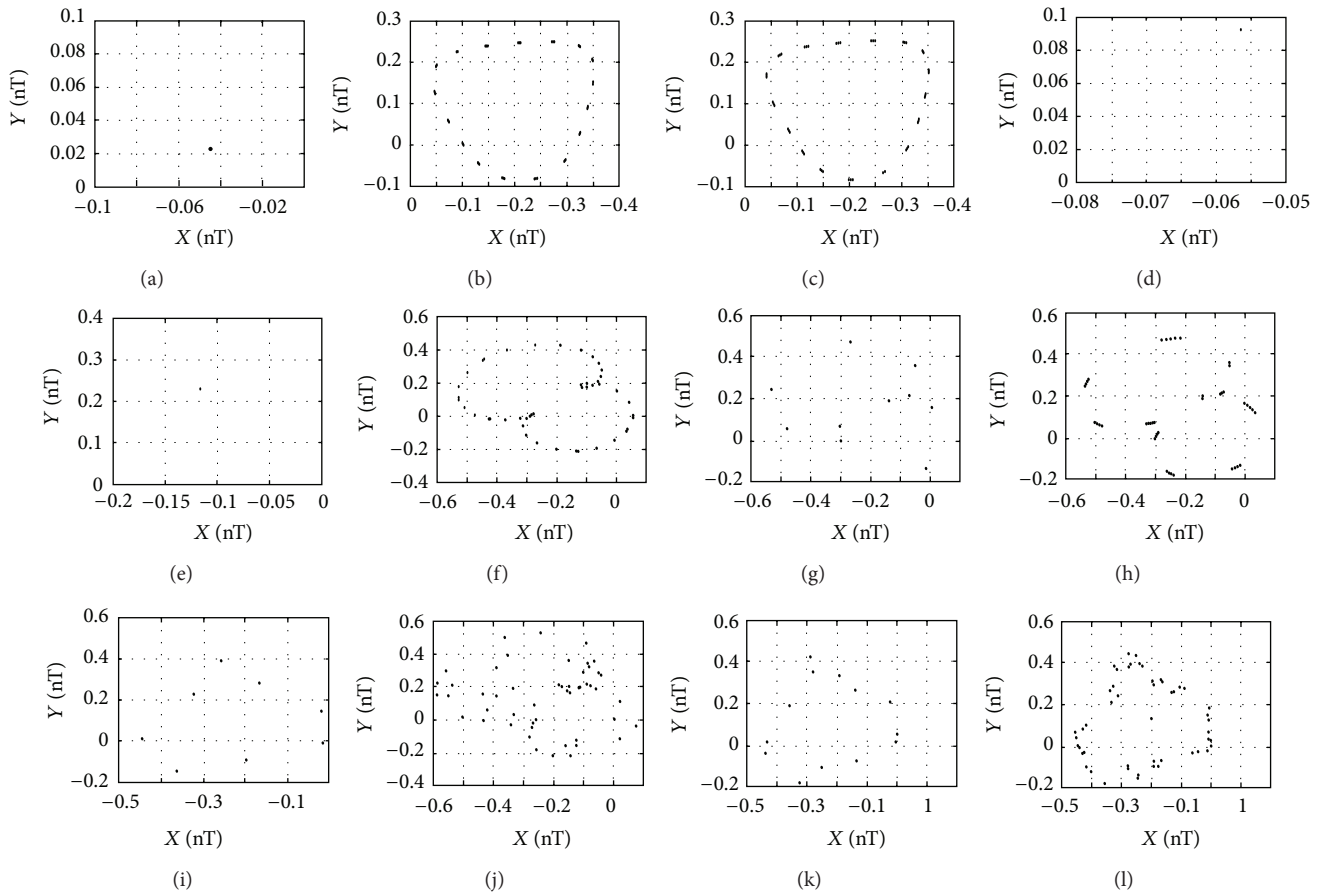 0.1
0.08
0.06
0.04
0.02
0
Y (nT)
−0.1 −0.06 −0.02
X (nT)
(a)
0.3
0.2
0.1
0
−0.1
Y (nT)
0 −0.1 −0.2 −0.3 −0.4
X (nT)
(b)
0.3
0.2
0.1
0
−0.1
Y (nT)
0 −0.1 −0.2 −0.3 −0.4
X (nT)
(c)
0.1
0.08
0.06
0.04
0.02
0
Y (nT)
−0.08 −0.07 −0.06 −0.05
X (nT)
(d)
0.4
0.3
0.2
0.1
0
Y (nT)
−0.2 −0.15 −0.1 −0.05 0
X (nT)
(e)
0.6
0.4
0.2
0
−0.2
−0.4
Y (nT)
−0.6 −0.4 −0.2 0
X (nT)
(f)
0.6
0.4
0.2
0
−0.2
Y (nT)
−0.6 −0.4 −0.2 0
X (nT)
(g)
0.6
0.4
0.2
0
−0.2
Y (nT)
−0.6 −0.4 −0.2 0
X (nT)
(h)
0.6
0.4
0.2
0
−0.2
Y (nT)
−0.5 −0.3 −0.1
X (nT)
(i)
0.6
0.4
0.2
0
−0.2
−0.4
Y (nT)
−0.6 −0.4 −0.2 0
X (nT)
(j)
0.6
0.4
0.2
0
−0.2
Y (nT)
−0.5 −0.3 −0.1 1
X (nT)
(k)
0.6
0.4
0.2
0
−0.2
Y (nT)
−0.5 −0.3 −0.1 1
X (nT)
(l)